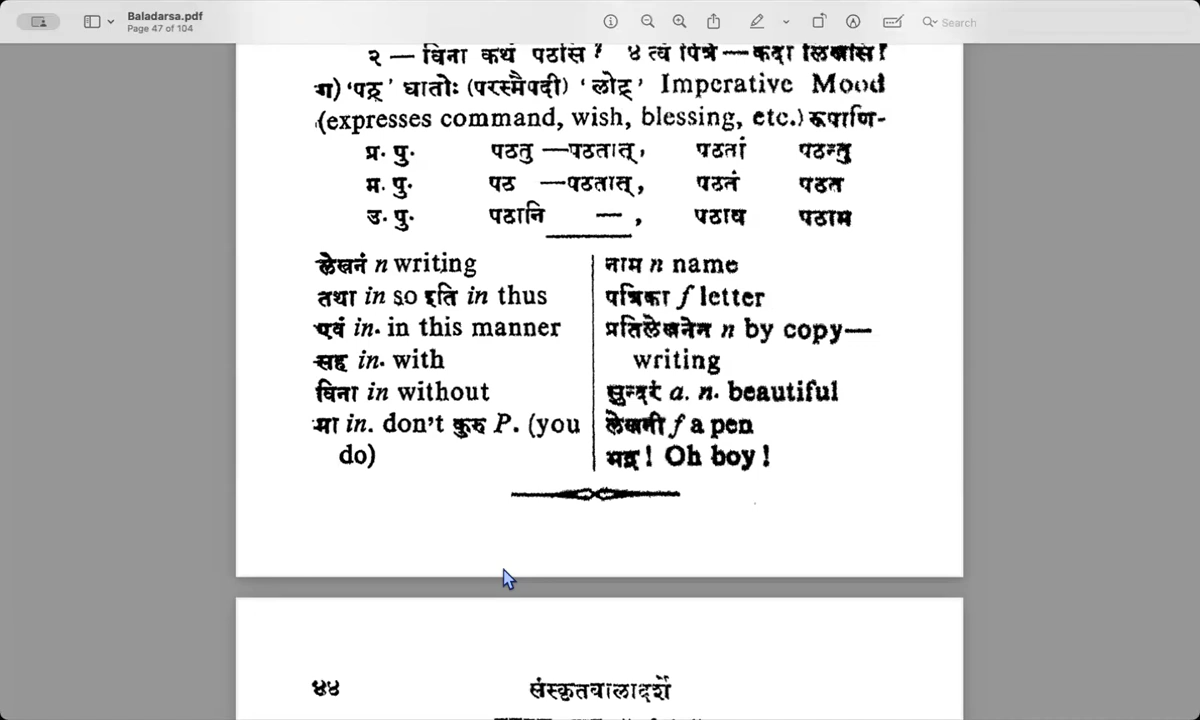 Baladarsa.pdf
Page 47 of 104
Search
२ — विना कथं पठसि ? ४ त्वं पित्रे — कदा लिखसि ?
ग) 'पठ्' धातोः (परस्मैपदी) 'लोट्' Imperative Mood
(expresses command, wish, blessing, etc.) रूपाणि-
प्र. पु. पठतु —पठतात्, पठतां पठन्तु
म. पु. पठ —पठतात्, पठतं पठत
उ. पु. पठानि — , पठाव पठाम
लेखनं n writing
तथा in so इति in thus
एवं in. in this manner
सह in. with
विना in without
मा in. don't कुरु P. (you
do)
नाम n name
पत्रिका f letter
प्रतिलेखनेन n by copy—
writing
सुन्दरं a. n. beautiful
लेखनी f a pen
भद्र ! Oh boy !
४४ संस्कृतबालादर्शे